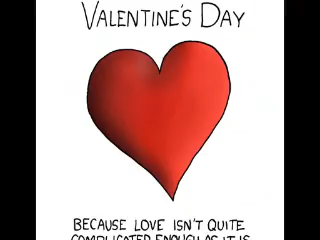 VALENTINE'S DAY
BECAUSE LOVE ISN'T QUITE
COMPLICATED ENOUGH AS IT IS